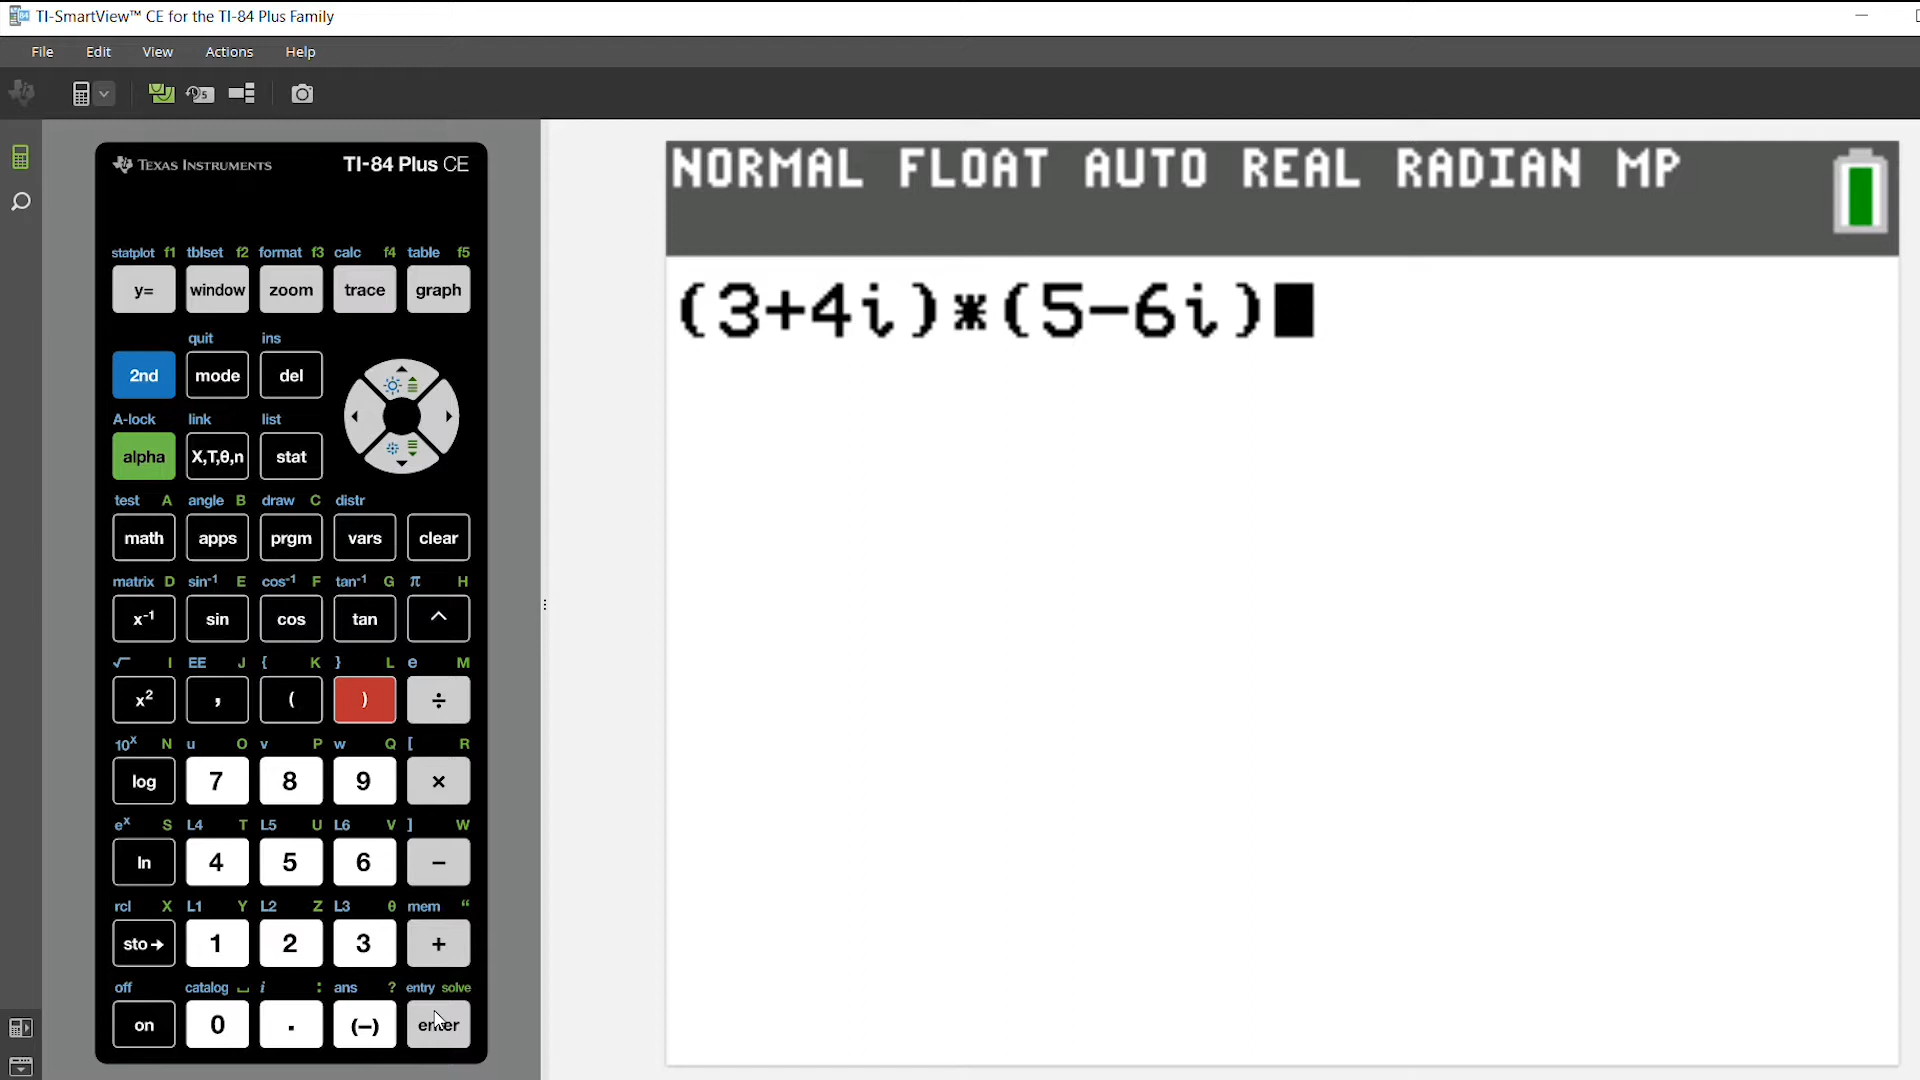 TI-SmartView™ CE for the TI-84 Plus Family
File Edit View Actions Help
TEXAS INSTRUMENTS TI-84 Plus CE
NORMAL FLOAT AUTO REAL RADIAN MP
(3+4i)*(5-6i)
statplot f1 tblset f2 format f3 calc f4 table f5
y= window zoom trace graph
quit ins
2nd mode del
A-lock link list
alpha X,T,θ,n stat
test A angle B draw C distr
math apps prgm vars clear
matrix D sin⁻¹ E cos⁻¹ F tan⁻¹ G π H
x⁻¹ sin cos tan ^
√ I EE J { K } L e M
x² , ( ) ÷
10ˣ N u O v P w Q [ R
log 7 8 9 ×
eˣ S L4 T L5 U L6 V ] W
ln 4 5 6 −
rcl X L1 Y L2 Z L3 θ mem “
sto→ 1 2 3 +
off catalog ⎵ i : ans ? entry solve
on 0 . (−) enter